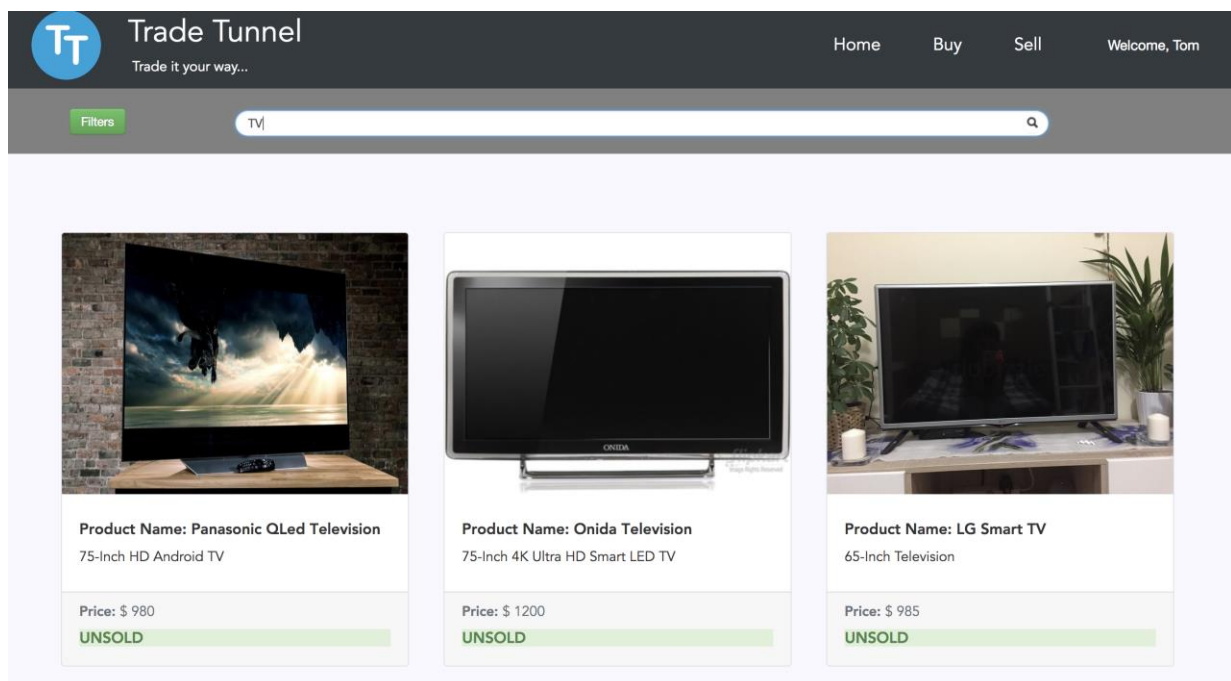 TT
Trade Tunnel
Trade it your way...
Home Buy Sell Welcome, Tom
Filters
TV
ONIDA
Product Name: Panasonic QLed Television
75-Inch HD Android TV
Price: $ 980
UNSOLD
Product Name: Onida Television
75-Inch 4K Ultra HD Smart LED TV
Price: $ 1200
UNSOLD
Product Name: LG Smart TV
65-Inch Television
Price: $ 985
UNSOLD